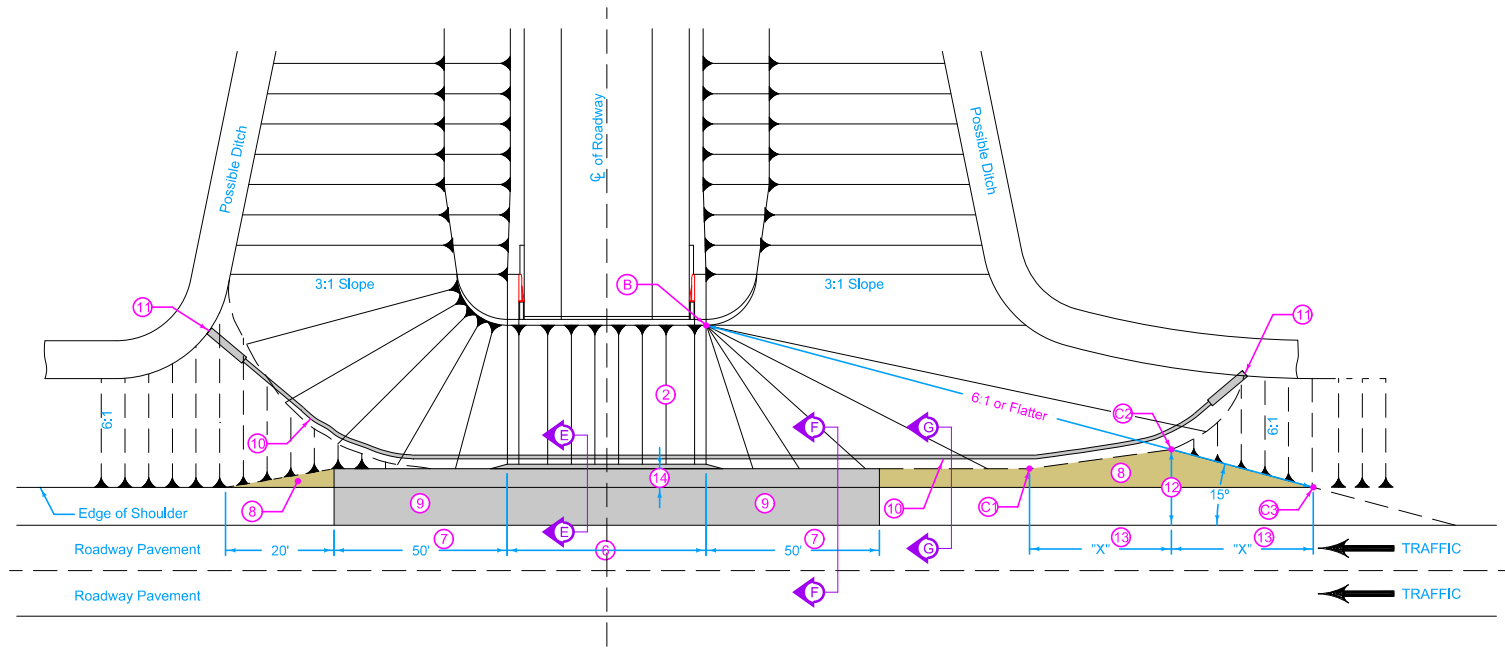 Possible Ditch
℄ of Roadway
Possible Ditch
3:1 Slope
B
3:1 Slope
11
11
2
6:1 or Flatter
C2
6:1
6:1
10
E
F
G
8
14
12
8
9
9
10
C1
15°
C3
Edge of Shoulder
E
Roadway Pavement
20'
50'
7
6
50'
7
G
"X"
13
"X"
13
TRAFFIC
Roadway Pavement
F
TRAFFIC